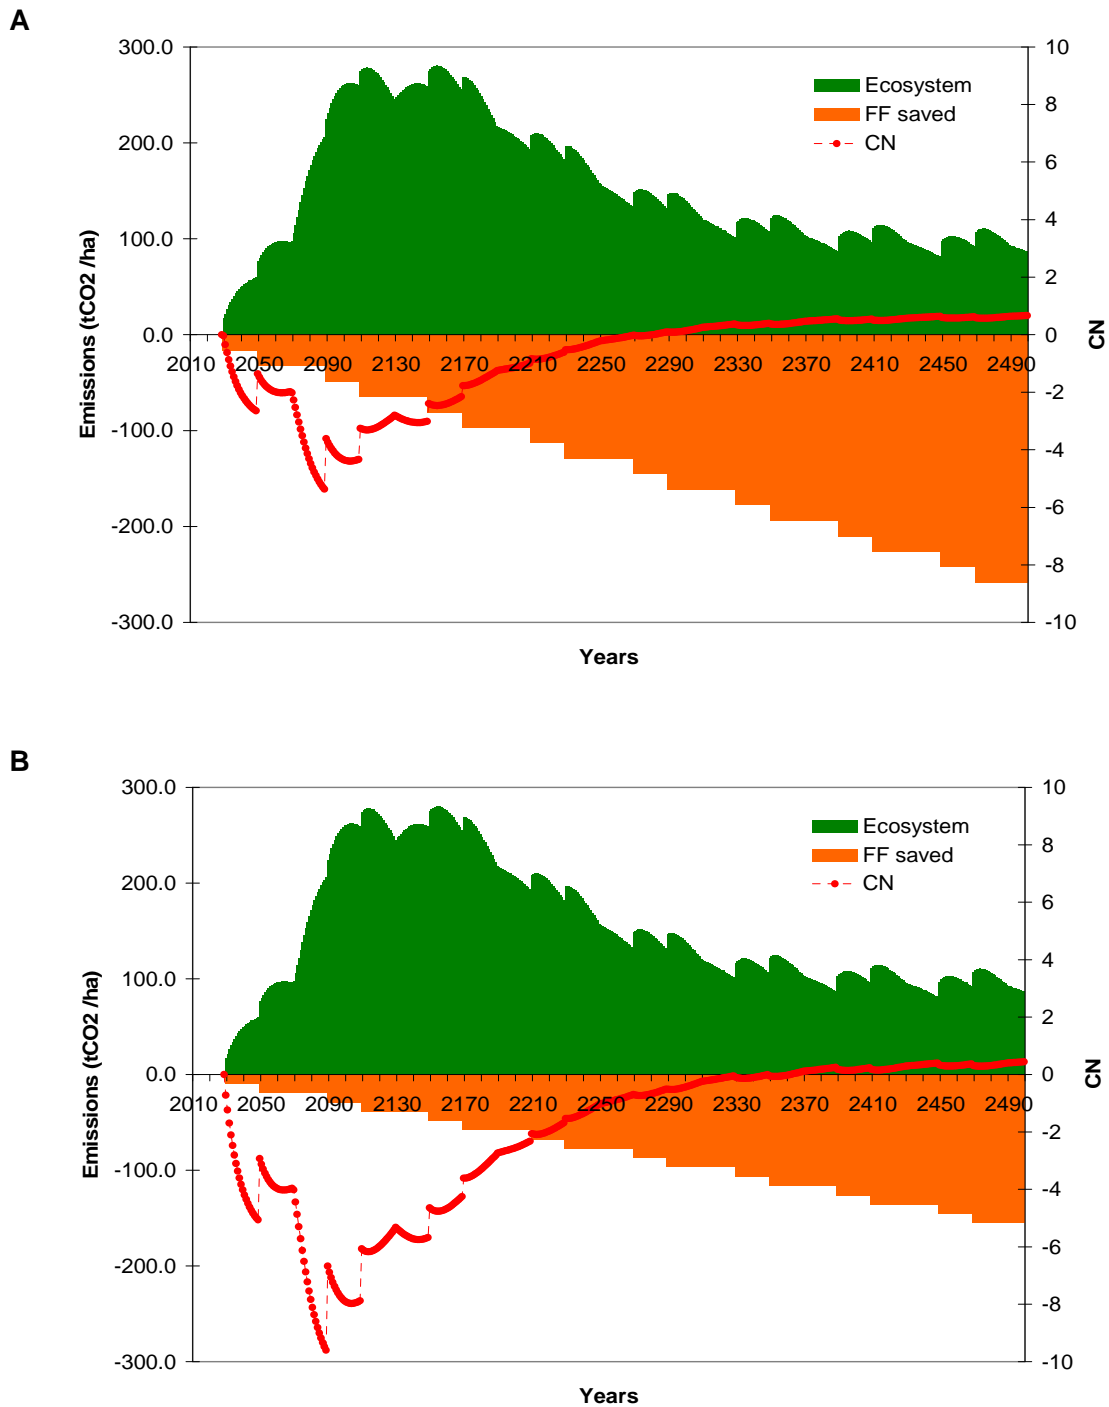 A
300.0
200.0
100.0
0.0
-100.0
-200.0
-300.0
Emissions (tCO2 /ha)
10
8
6
4
2
0
-2
-4
-6
-8
-10
CN
Ecosystem
FF saved
CN
2010 2050 2090 2130 2170 2210 2250 2290 2330 2370 2410 2450 2490
Years
B
300.0
200.0
100.0
0.0
-100.0
-200.0
-300.0
Emissions (tCO2 /ha)
10
8
6
4
2
0
-2
-4
-6
-8
-10
CN
Ecosystem
FF saved
CN
2010 2050 2090 2130 2170 2210 2250 2290 2330 2370 2410 2450 2490
Years